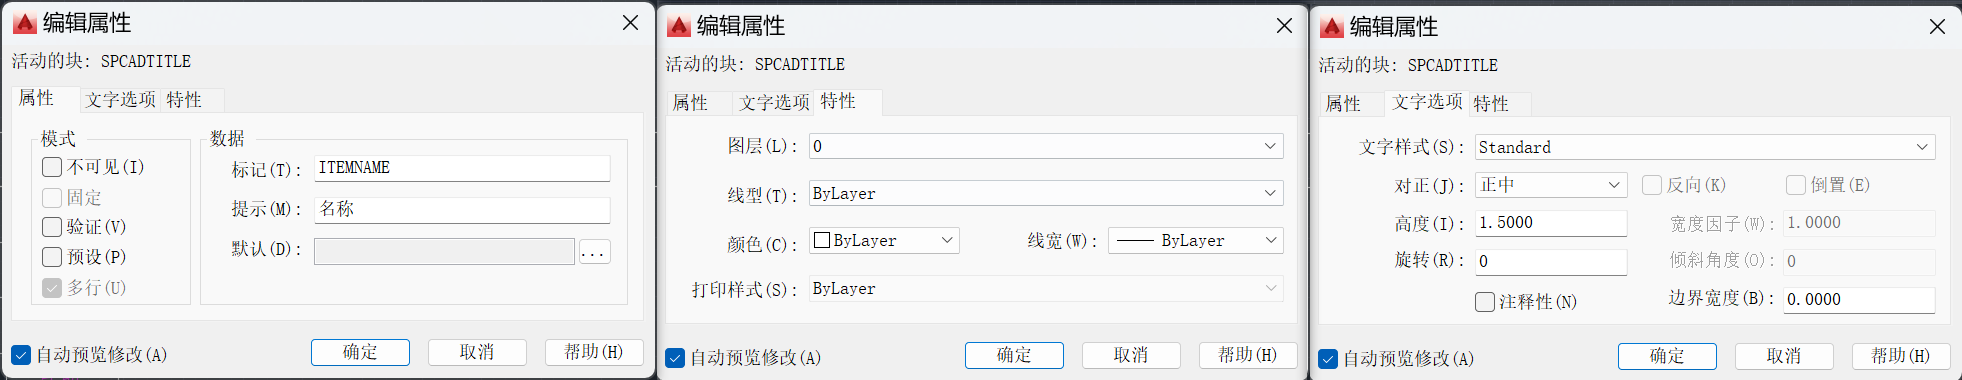 编辑属性
活动的块: SPCADTITLE
属性 文字选项 特性
模式
不可见(I)
固定
验证(V)
预设(P)
多行(U)
数据
标记(T): ITEMNAME
提示(M): 名称
默认(D): ...
自动预览修改(A) 确定 取消 帮助(H)
编辑属性
活动的块: SPCADTITLE
属性 文字选项 特性
图层(L): 0
线型(T): ByLayer
颜色(C): ByLayer 线宽(W): ByLayer
打印样式(S): ByLayer
自动预览修改(A) 确定 取消 帮助(H)
编辑属性
活动的块: SPCADTITLE
属性 文字选项 特性
文字样式(S): Standard
对正(J): 正中 反向(K) 倒置(E)
高度(I): 1.5000 宽度因子(W): 1.0000
旋转(R): 0 倾斜角度(O): 0
注释性(N) 边界宽度(B): 0.0000
自动预览修改(A) 确定 取消 帮助(H)